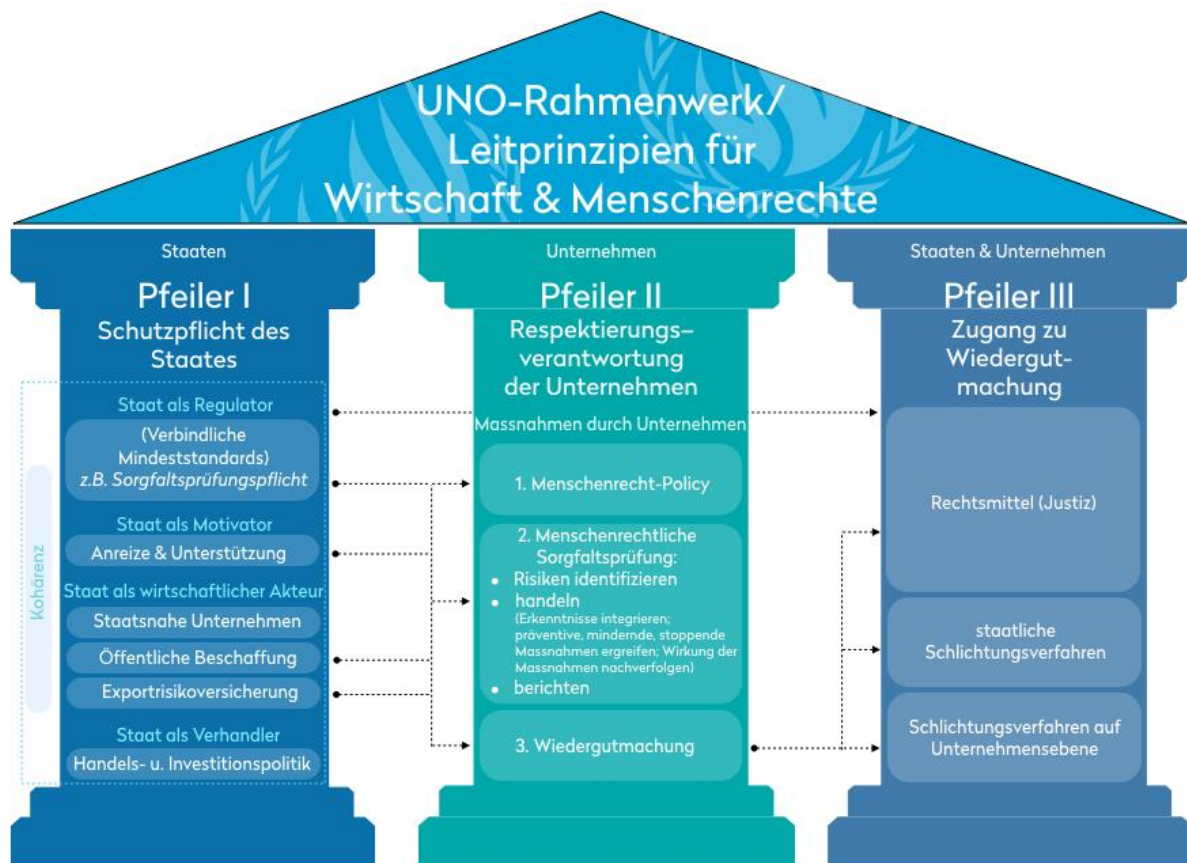 UNO-Rahmenwerk/
Leitprinzipien für
Wirtschaft & Menschenrechte
Staaten
Pfeiler I
Schutzpflicht des
Staates
Kohärenz
Staat als Regulator
(Verbindliche
Mindeststandards)
z.B. Sorgfaltsprüfungspflicht
Staat als Motivator
Anreize & Unterstützung
Staat als wirtschaftlicher Akteur
Staatsnahe Unternehmen
Öffentliche Beschaffung
Exportrisikoversicherung
Staat als Verhandler
Handels- u. Investitionspolitik
Unternehmen
Pfeiler II
Respektierungs–
verantwortung
der Unternehmen
Massnahmen durch Unternehmen
1. Menschenrecht-Policy
2. Menschenrechtliche
Sorgfaltsprüfung:
• Risiken identifizieren
• handeln
(Erkenntnisse integrieren;
präventive, mindernde, stoppende
Massnahmen ergreifen; Wirkung der
Massnahmen nachverfolgen)
• berichten
3. Wiedergutmachung
Staaten & Unternehmen
Pfeiler III
Zugang zu
Wiedergut-
machung
Rechtsmittel (Justiz)
staatliche
Schlichtungsverfahren
Schlichtungsverfahren auf
Unternehmensebene